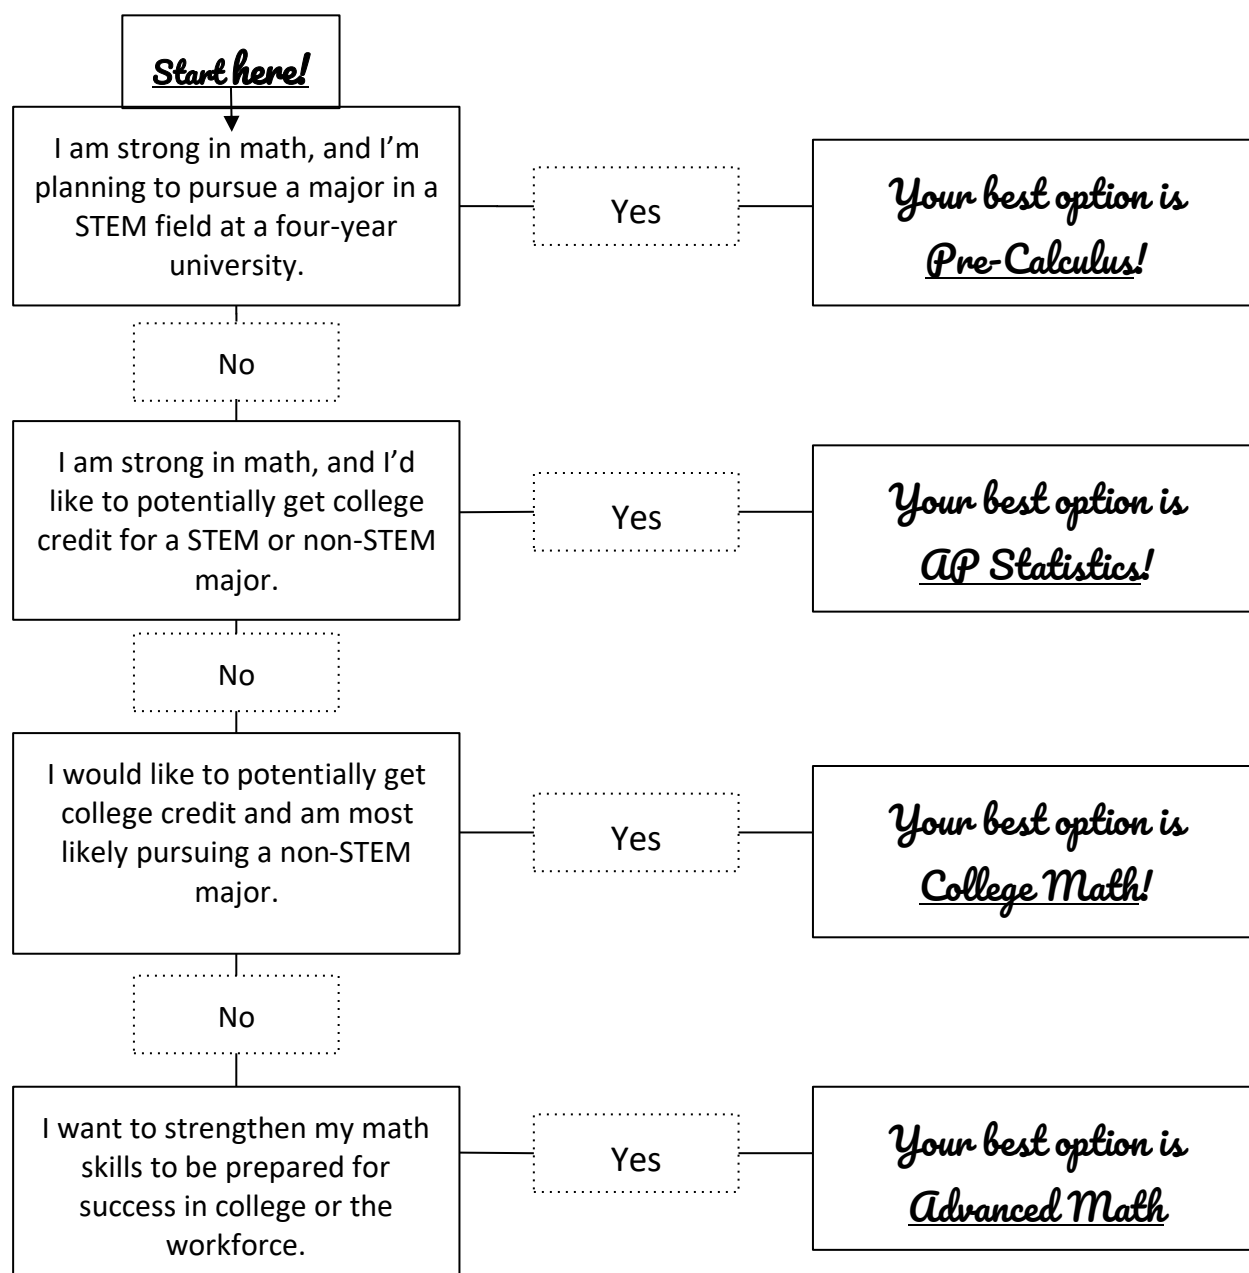 Start here!
I am strong in math, and I’m
planning to pursue a major in a
STEM field at a four-year
university.
Yes
Your best option is
Pre-Calculus!
No
I am strong in math, and I’d
like to potentially get college
credit for a STEM or non-STEM
major.
Yes
Your best option is
AP Statistics!
No
I would like to potentially get
college credit and am most
likely pursuing a non-STEM
major.
Yes
Your best option is
College Math!
No
I want to strengthen my math
skills to be prepared for
success in college or the
workforce.
Yes
Your best option is
Advanced Math